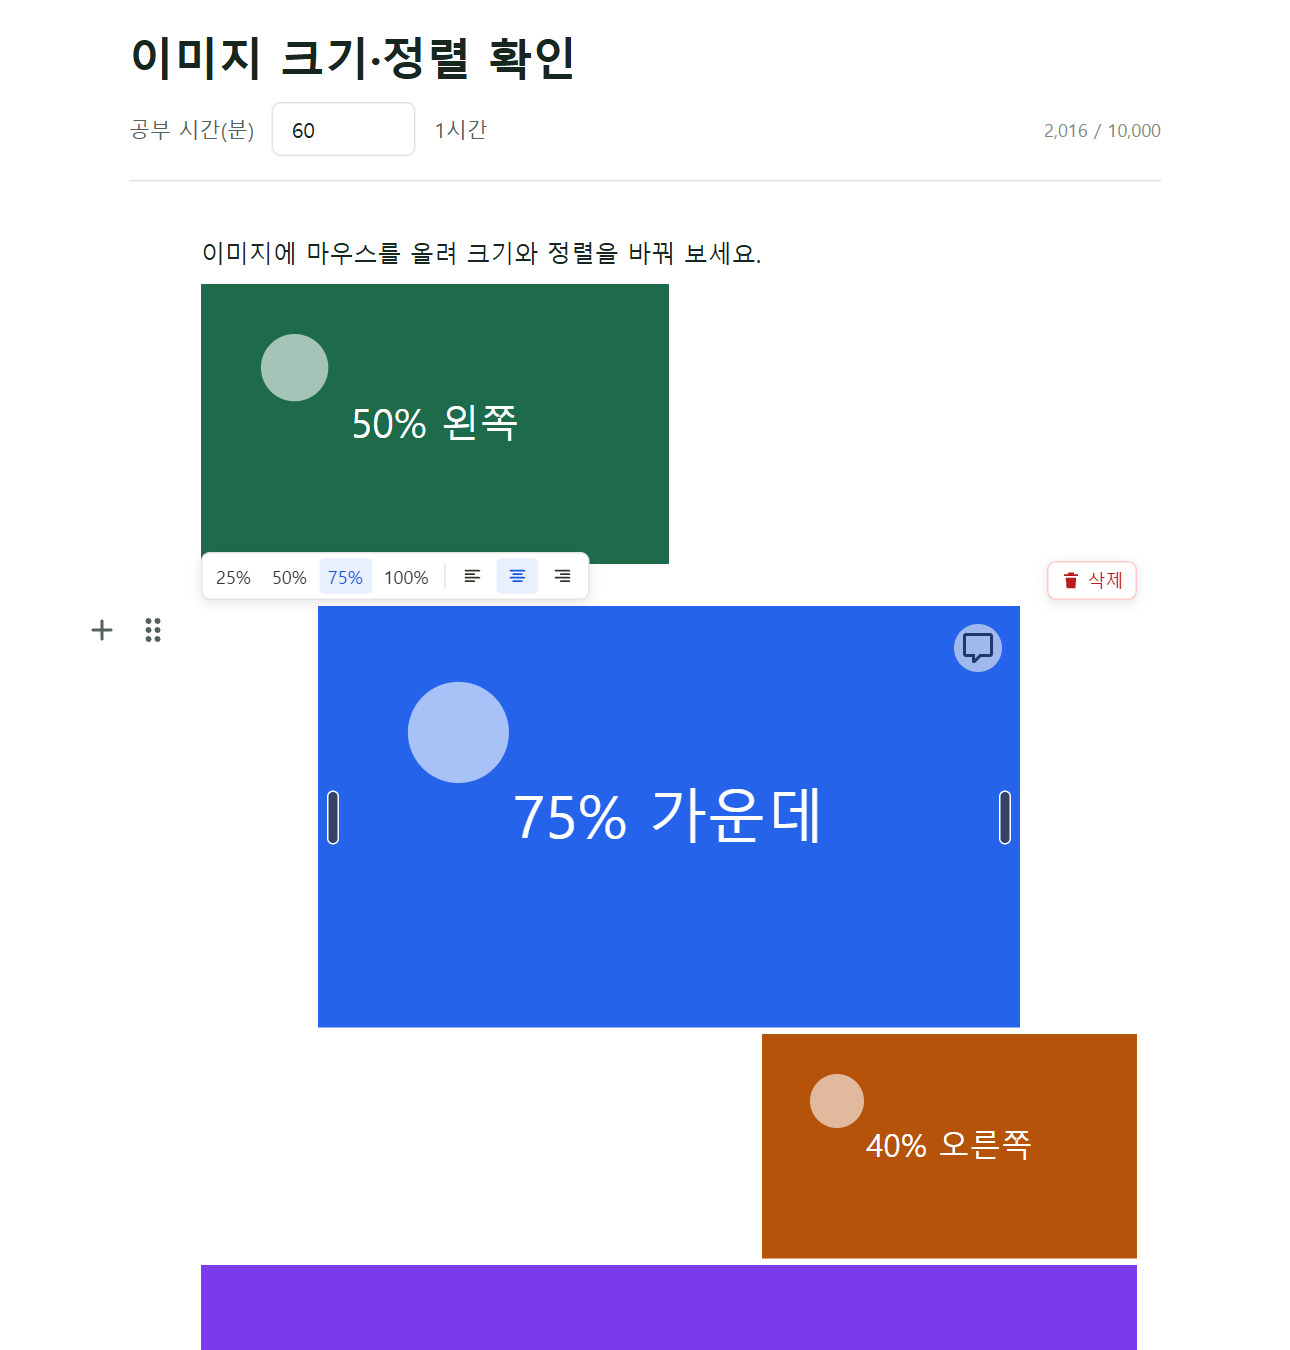 이미지 크기·정렬 확인
공부 시간(분) 60 1시간 2,016 / 10,000
이미지에 마우스를 올려 크기와 정렬을 바꿔 보세요.
50% 왼쪽
25% 50% 75% 100% 삭제
75% 가운데
40% 오른쪽